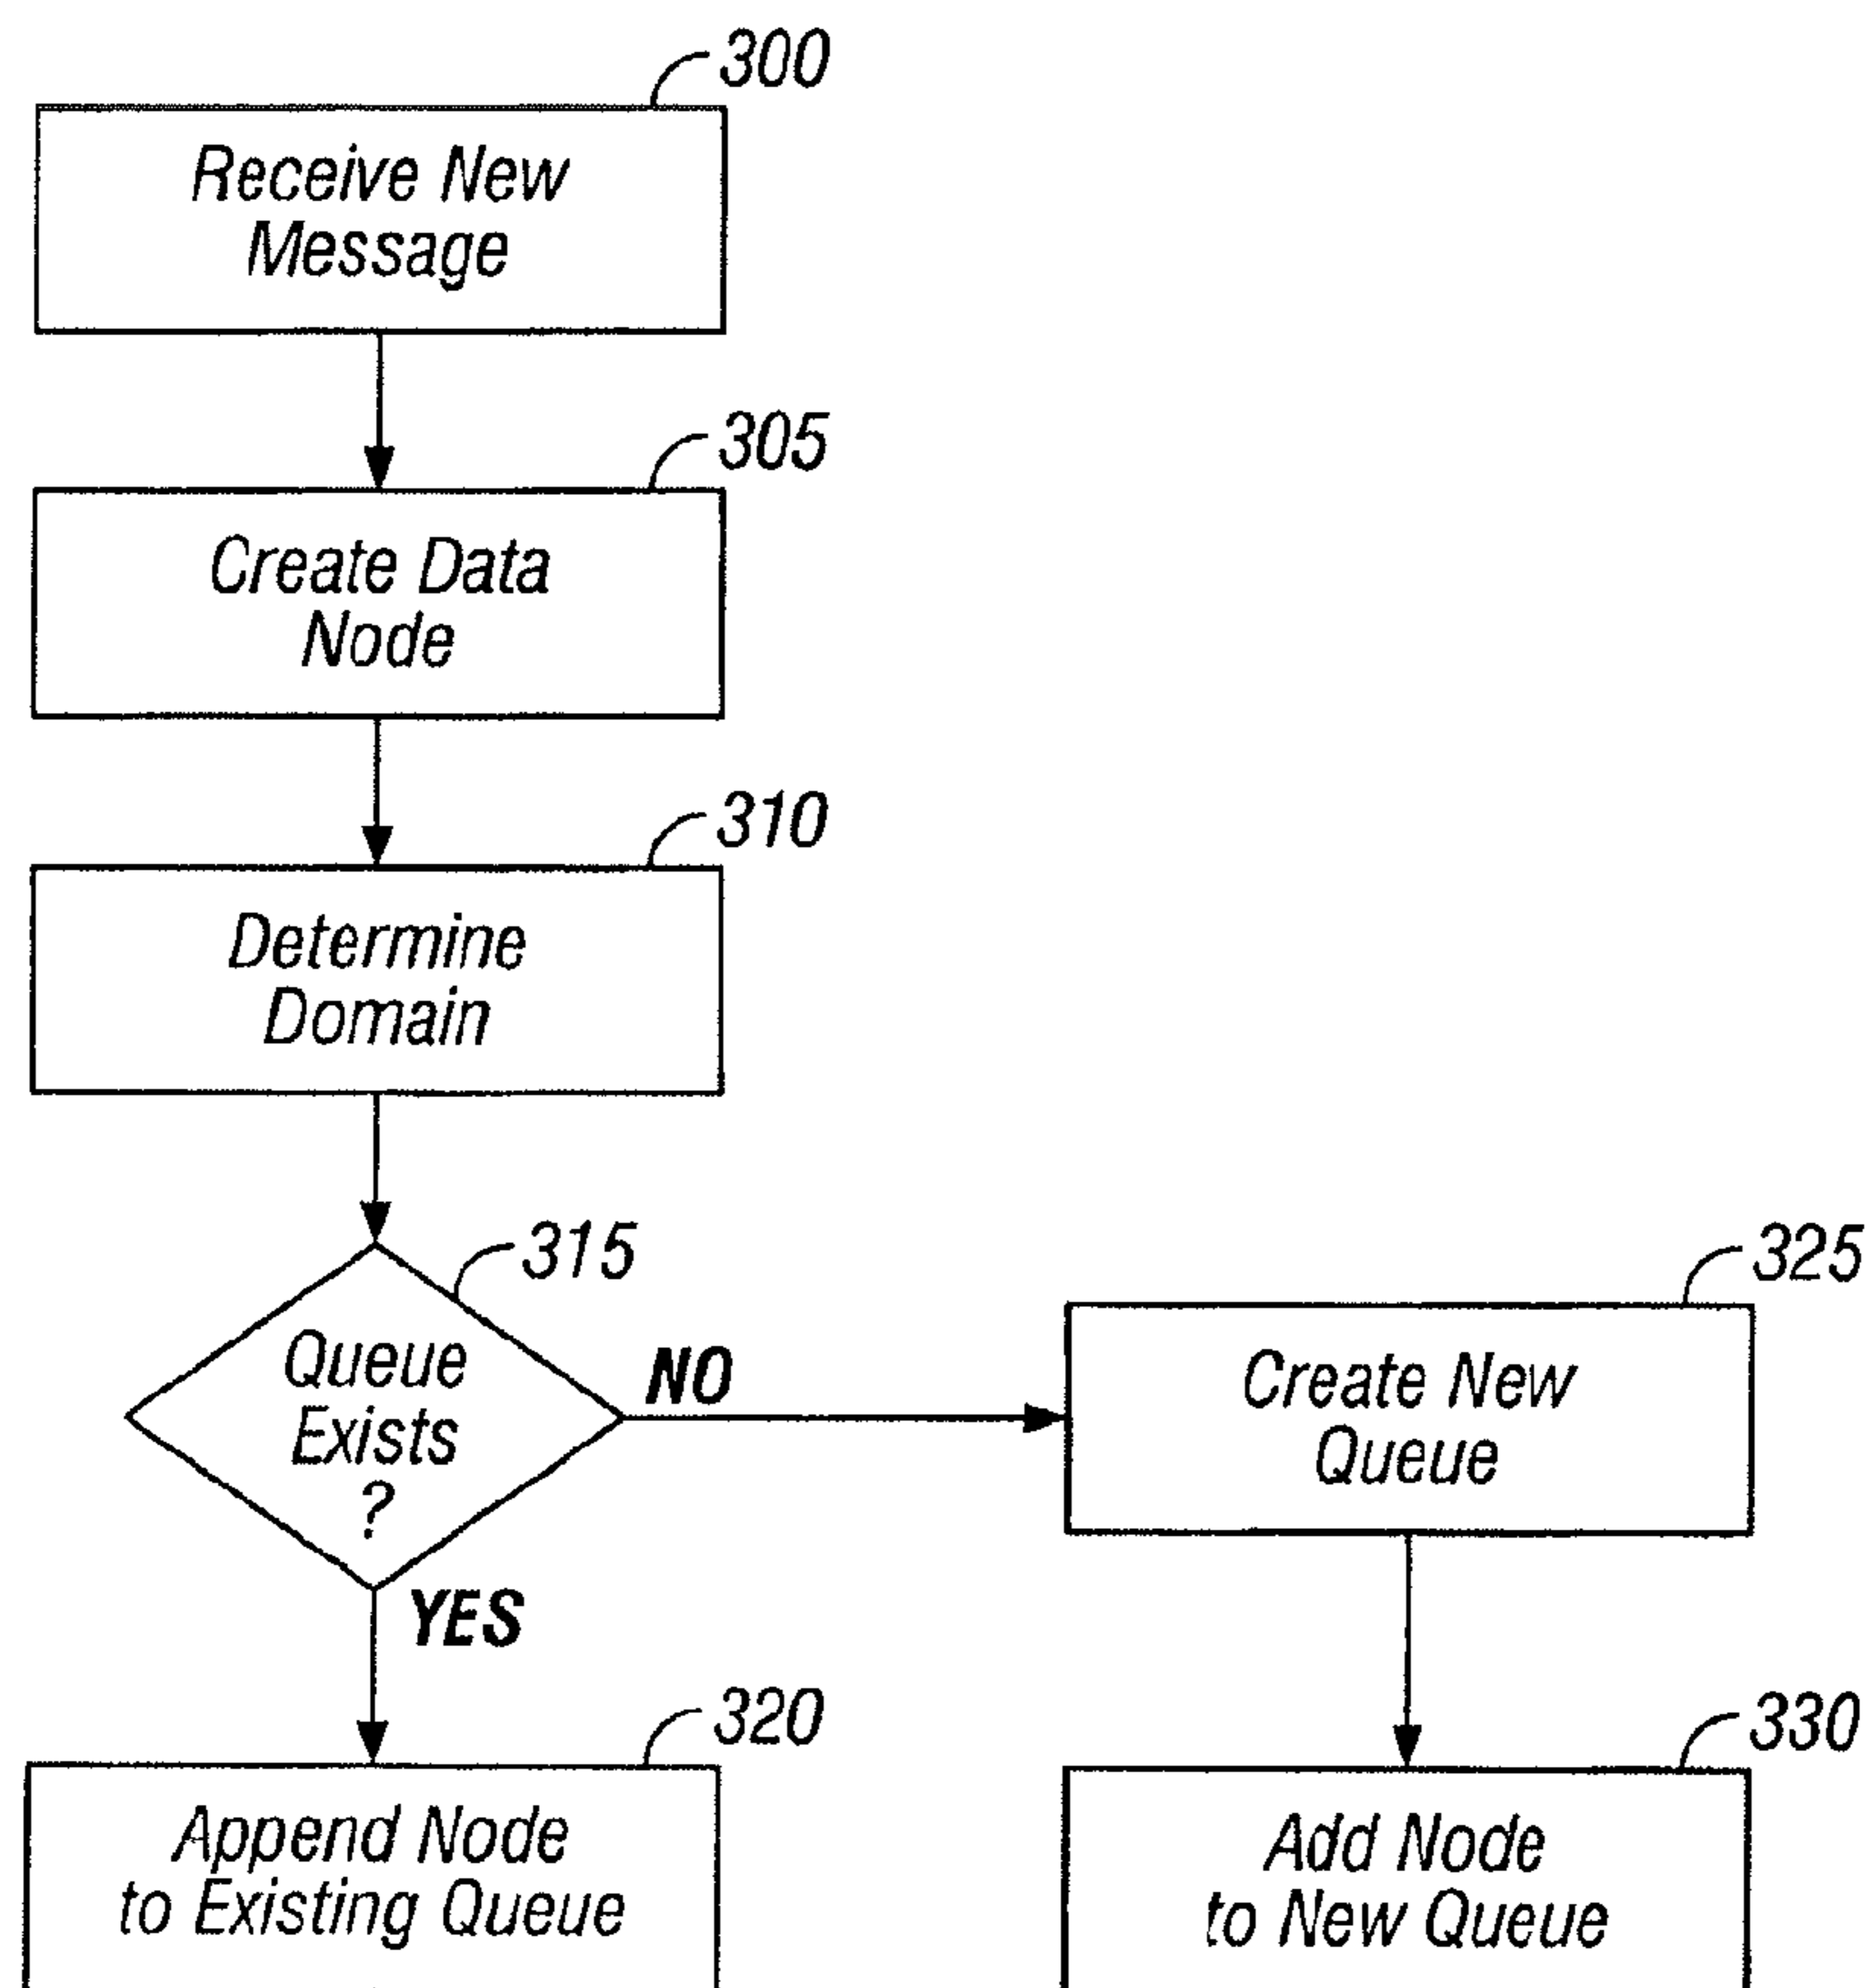 300
Receive New
Message
305
Create Data
Node
310
Determine
Domain
315
Queue
Exists
?
NO
325
Create New
Queue
YES
320
Append Node
to Existing Queue
330
Add Node
to New Queue